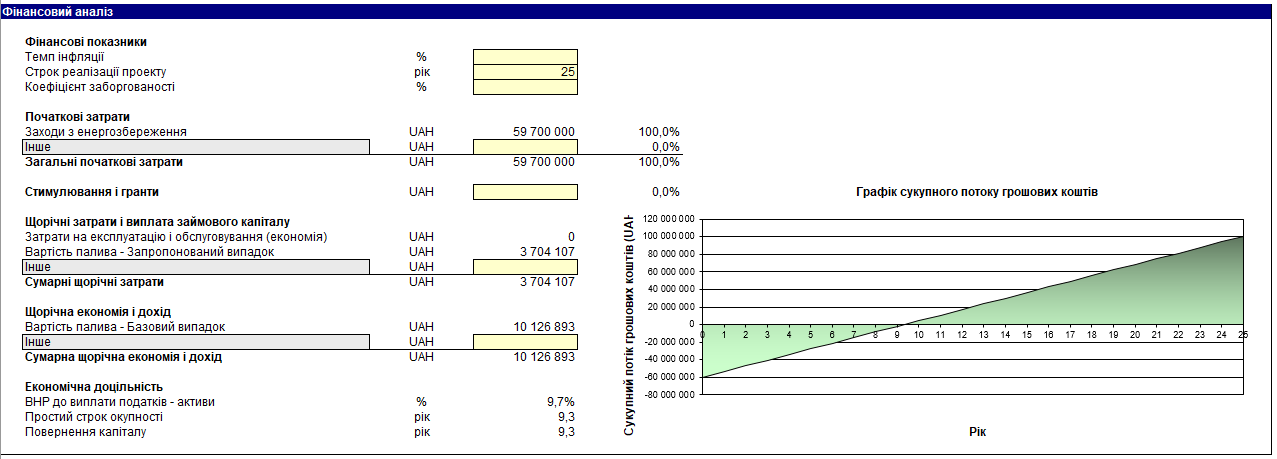 Фінансовий аналіз
Фінансові показники
Темп інфляції %
Строк реалізації проекту рік 25
Коефіцієнт заборгованості %
Початкові затрати
Заходи з енергозбереження UAH 59 700 000 100,0%
Інше UAH 0,0%
Загальні початкові затрати UAH 59 700 000 100,0%
Стимулювання і гранти UAH 0,0%
Щорічні затрати і виплата займового капіталу
Затрати на експлуатацію і обслуговування (економія) UAH 0
Вартість палива - Запропонований випадок UAH 3 704 107
Інше UAH
Сумарні щорічні затрати UAH 3 704 107
Щорічна економія і дохід
Вартість палива - Базовий випадок UAH 10 126 893
Інше UAH
Сумарна щорічна економія і дохід UAH 10 126 893
Економічна доцільність
ВНР до виплати податків - активи % 9,7%
Простий строк окупності рік 9,3
Повернення капіталу рік 9,3
Графік сукупного потоку грошових коштів
Сукупний потік грошових коштів (UAH
120 000 000
100 000 000
80 000 000
60 000 000
40 000 000
20 000 000
0
-20 000 000
-40 000 000
-60 000 000
-80 000 000
0 1 2 3 4 5 6 7 8 9 10 11 12 13 14 15 16 17 18 19 20 21 22 23 24 25
Рік